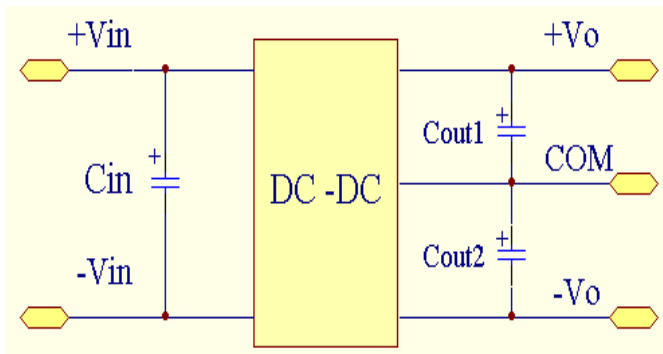 +Vin
+Vo
+
Cout1
+
COM
Cin
DC -DC
+
Cout2
-Vin
-Vo